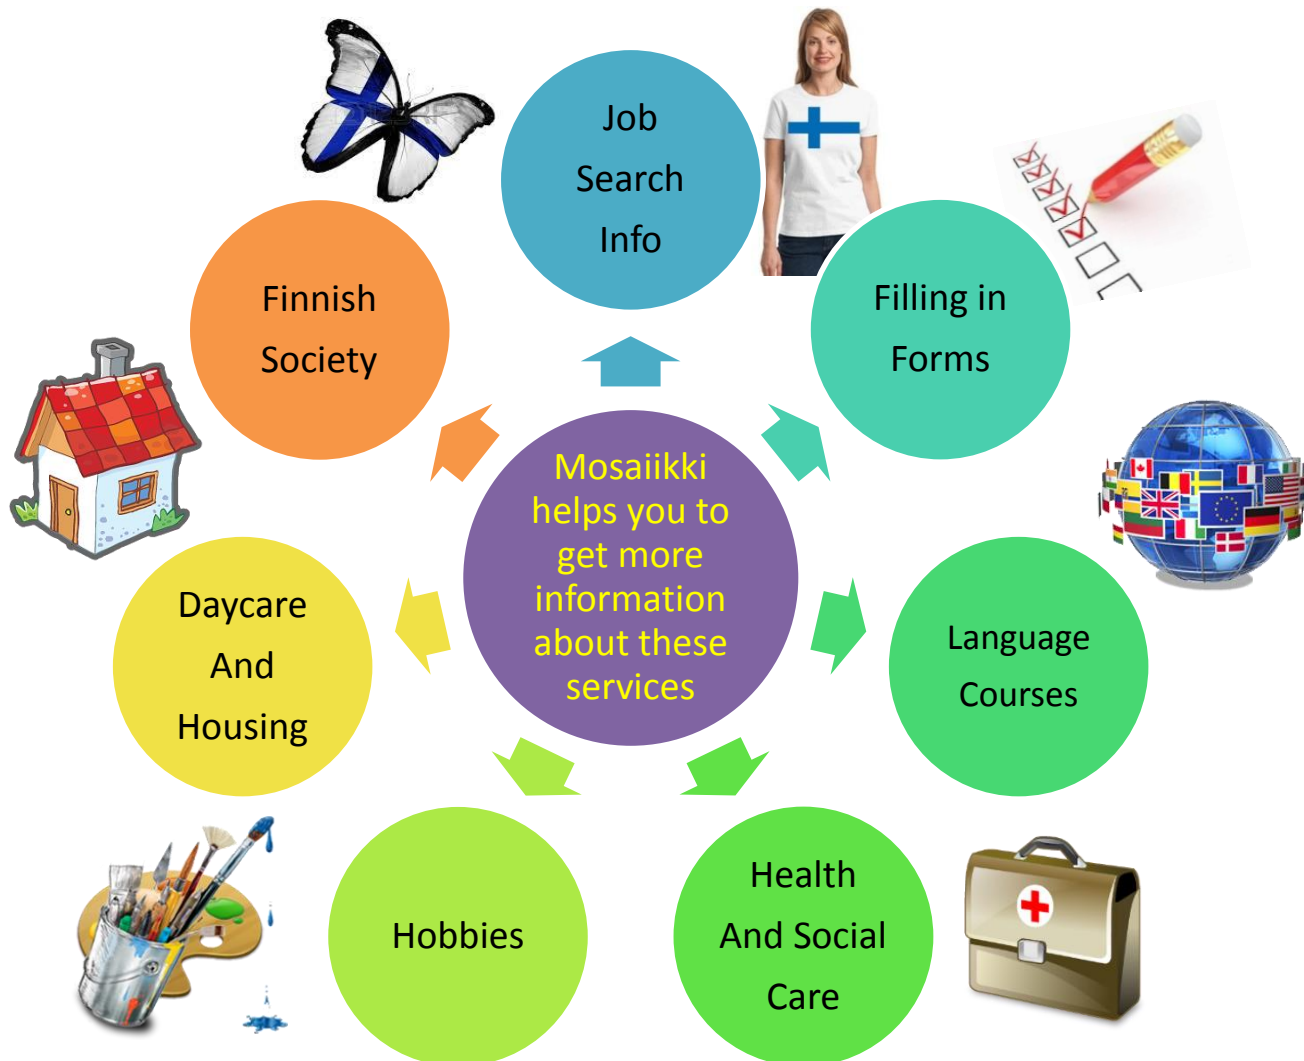 Job
Search
Info
Filling in
Forms
Language
Courses
Health
And Social
Care
Hobbies
Daycare
And
Housing
Finnish
Society
Mosaiikki
helps you to
get more
information
about these
services